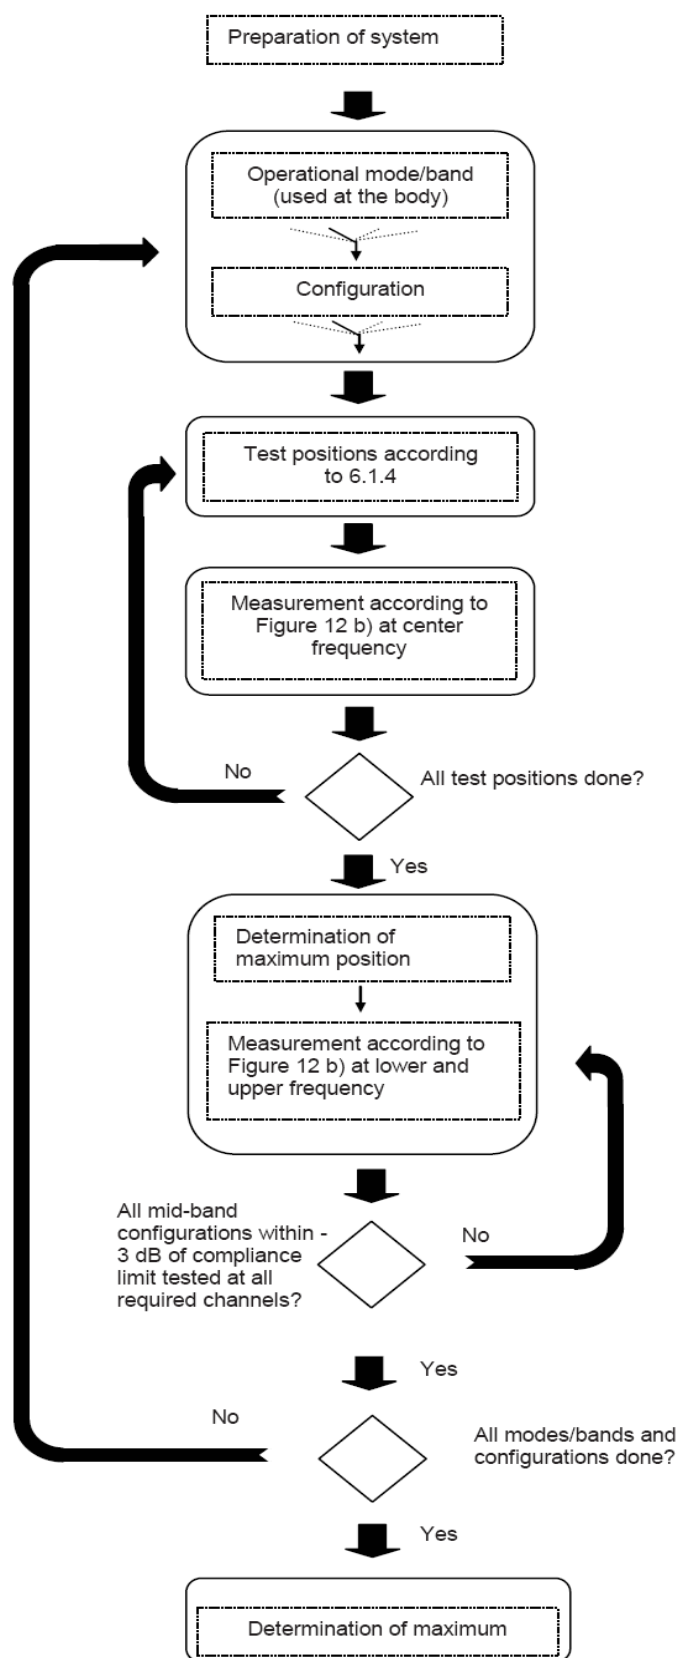 Preparation of system
Operational mode/band
(used at the body)
Configuration
Test positions according
to 6.1.4
Measurement according to
Figure 12 b) at center
frequency
No
All test positions done?
Yes
Determination of
maximum position
Measurement according to
Figure 12 b) at lower and
upper frequency
All mid-band
configurations within -
3 dB of compliance
limit tested at all
required channels?
No
Yes
No
All modes/bands and
configurations done?
Yes
Determination of maximum